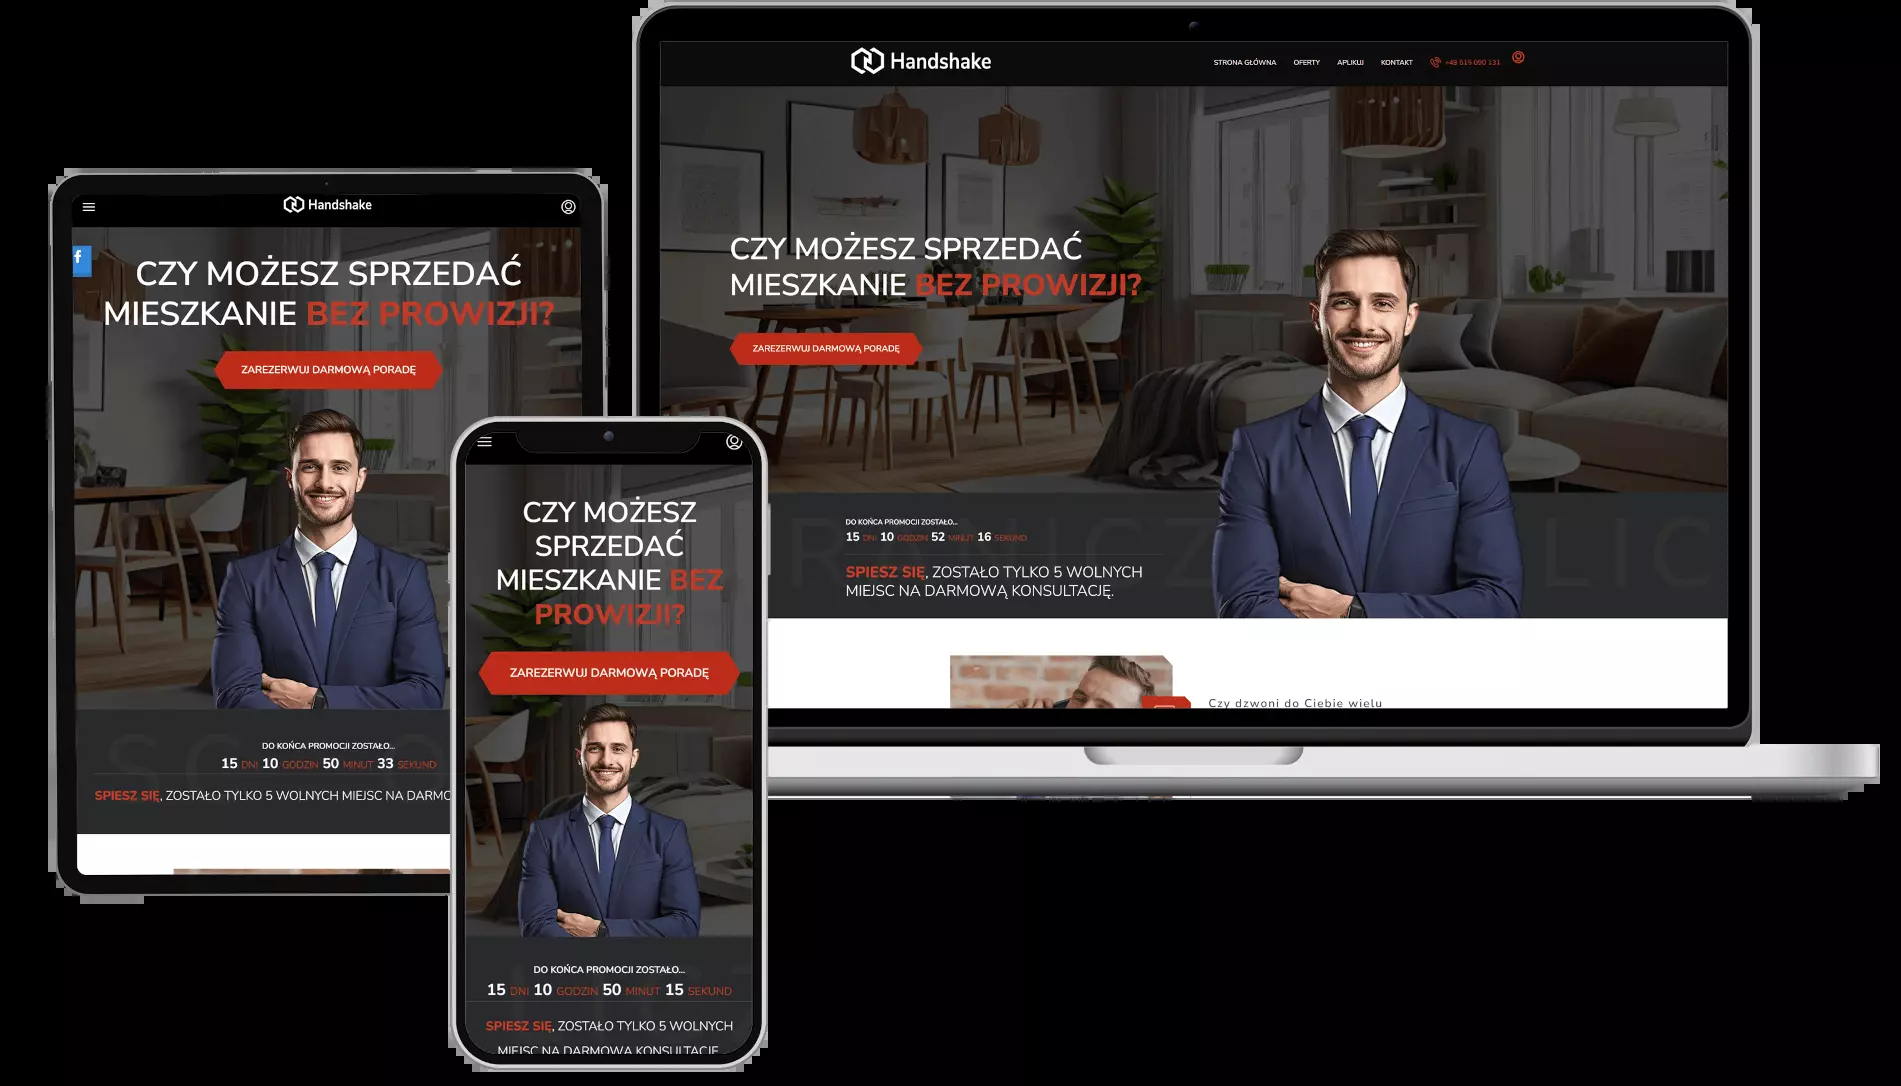 Handshake
STRONA GŁÓWNA OFERTY APLIKUJ KONTAKT +48 515 090 131
CZY MOŻESZ SPRZEDAĆ
MIESZKANIE BEZ PROWIZJI?
ZAREZERWUJ DARMOWĄ PORADĘ
DO KOŃCA PROMOCJI ZOSTAŁO...
15 DNI 10 GODZIN 52 MINUT 16 SEKUND
SPIESZ SIĘ, ZOSTAŁO TYLKO 5 WOLNYCH
MIEJSC NA DARMOWĄ KONSULTACJĘ.
Czy dzwoni do Ciebie wielu
Handshake
f
CZY MOŻESZ SPRZEDAĆ
MIESZKANIE BEZ PROWIZJI?
ZAREZERWUJ DARMOWĄ PORADĘ
DO KOŃCA PROMOCJI ZOSTAŁO...
15 DNI 10 GODZIN 50 MINUT 33 SEKUND
SPIESZ SIĘ, ZOSTAŁO TYLKO 5 WOLNYCH MIEJSC NA DARMO
CZY MOŻESZ
SPRZEDAĆ
MIESZKANIE BEZ
PROWIZJI?
ZAREZERWUJ DARMOWĄ PORADĘ
DO KOŃCA PROMOCJI ZOSTAŁO...
15 DNI 10 GODZIN 50 MINUT 15 SEKUND
SPIESZ SIĘ, ZOSTAŁO TYLKO 5 WOLNYCH
MIEJSC NA DARMOWĄ KONSULTACJĘ